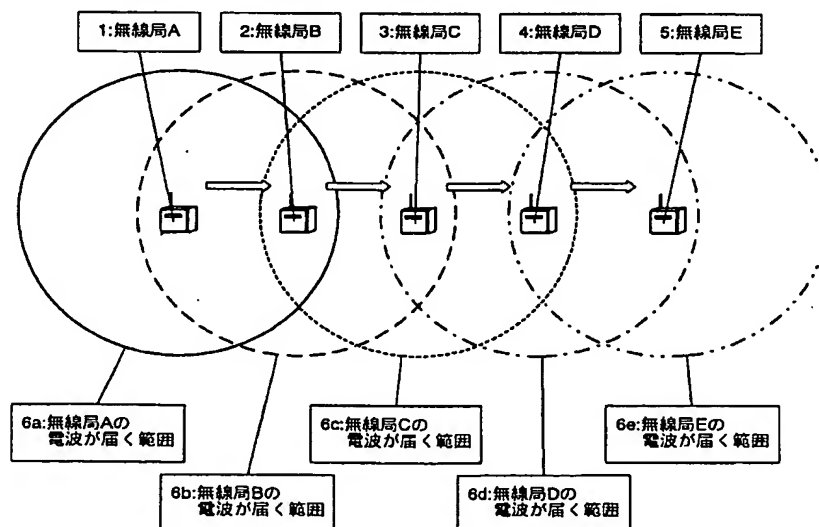 1:無線局A
2:無線局B
3:無線局C
4:無線局D
5:無線局E
6a:無線局Aの
電波が届く範囲
6c:無線局Cの
電波が届く範囲
6e:無線局Eの
電波が届く範囲
6b:無線局Bの
電波が届く範囲
6d:無線局Dの
電波が届く範囲